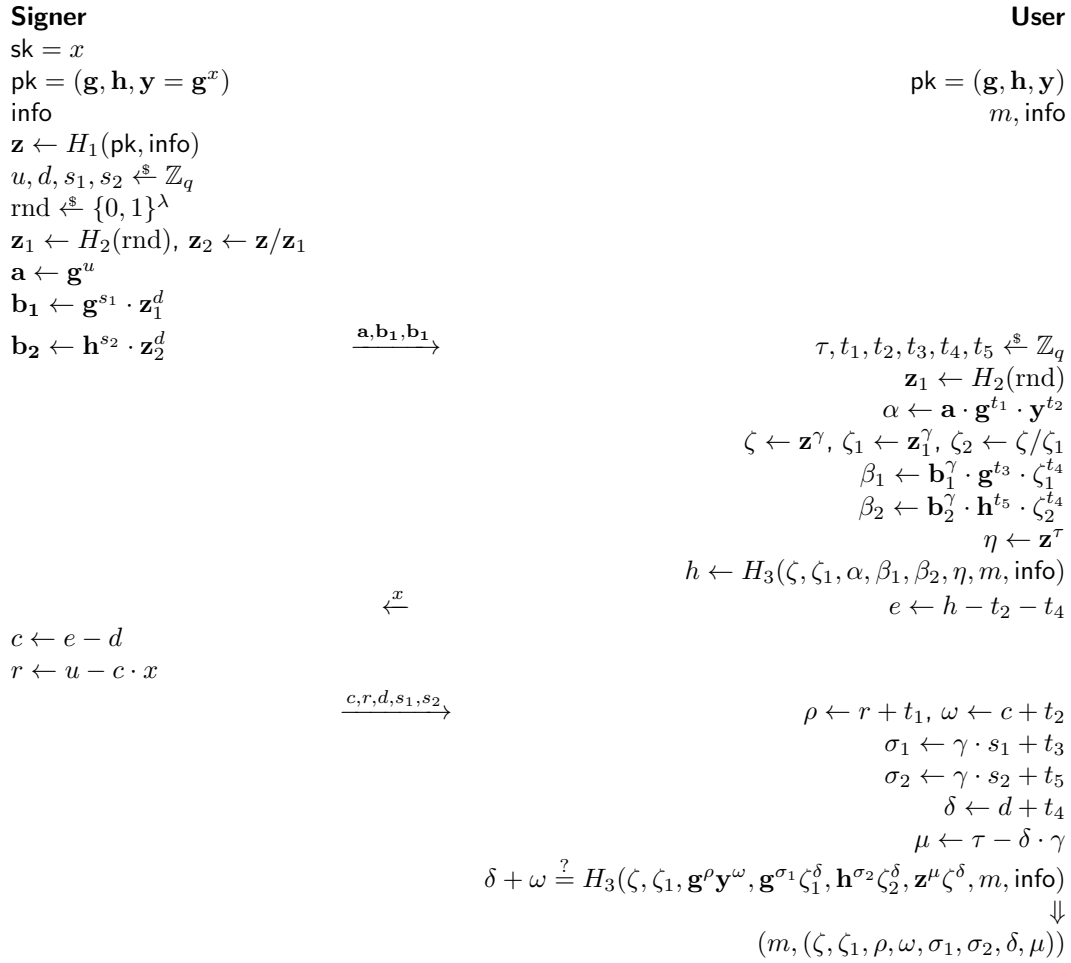 Signer User
sk = x
pk = (g, h, y = g^x) pk = (g, h, y)
info m, info
z ← H_1(pk, info)
u, d, s_1, s_2 ←$ ℤ_q
rnd ←$ {0, 1}^λ
z_1 ← H_2(rnd), z_2 ← z/z_1
a ← g^u
b_1 ← g^{s_1} · z_1^d
b_2 ← h^{s_2} · z_2^d a,b_1,b_1 → τ, t_1, t_2, t_3, t_4, t_5 ←$ ℤ_q
z_1 ← H_2(rnd)
α ← a · g^{t_1} · y^{t_2}
ζ ← z^γ, ζ_1 ← z_1^γ, ζ_2 ← ζ/ζ_1
β_1 ← b_1^γ · g^{t_3} · ζ_1^{t_4}
β_2 ← b_2^γ · h^{t_5} · ζ_2^{t_4}
η ← z^τ
h ← H_3(ζ, ζ_1, α, β_1, β_2, η, m, info)
x ← e ← h − t_2 − t_4
c ← e − d
r ← u − c · x
c,r,d,s_1,s_2 → ρ ← r + t_1, ω ← c + t_2
σ_1 ← γ · s_1 + t_3
σ_2 ← γ · s_2 + t_5
δ ← d + t_4
μ ← τ − δ · γ
δ + ω ≟ H_3(ζ, ζ_1, g^ρ y^ω, g^{σ_1} ζ_1^δ, h^{σ_2} ζ_2^δ, z^μ ζ^δ, m, info)
⇓
(m, (ζ, ζ_1, ρ, ω, σ_1, σ_2, δ, μ))